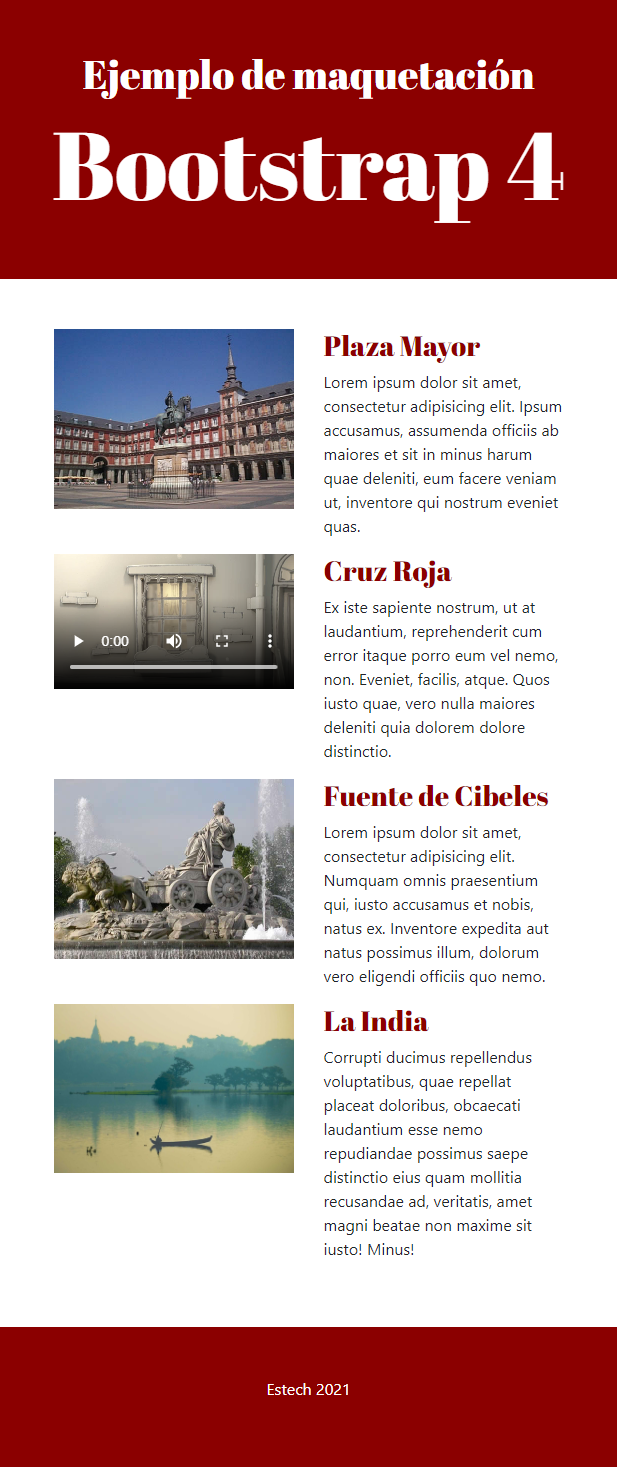 Ejemplo de maquetación
Bootstrap 4
Plaza Mayor
Lorem ipsum dolor sit amet,
consectetur adipisicing elit. Ipsum
accusamus, assumenda officiis ab
maiores et sit in minus harum
quae deleniti, eum facere veniam
ut, inventore qui nostrum eveniet
quas.
0:00
Cruz Roja
Ex iste sapiente nostrum, ut at
laudantium, reprehenderit cum
error itaque porro eum vel nemo,
non. Eveniet, facilis, atque. Quos
iusto quae, vero nulla maiores
deleniti quia dolorem dolore
distinctio.
Fuente de Cibeles
Lorem ipsum dolor sit amet,
consectetur adipisicing elit.
Numquam omnis praesentium
qui, iusto accusamus et nobis,
natus ex. Inventore expedita aut
natus possimus illum, dolorum
vero eligendi officiis quo nemo.
La India
Corrupti ducimus repellendus
voluptatibus, quae repellat
placeat doloribus, obcaecati
laudantium esse nemo
repudiandae possimus saepe
distinctio eius quam mollitia
recusandae ad, veritatis, amet
magni beatae non maxime sit
iusto! Minus!
Estech 2021